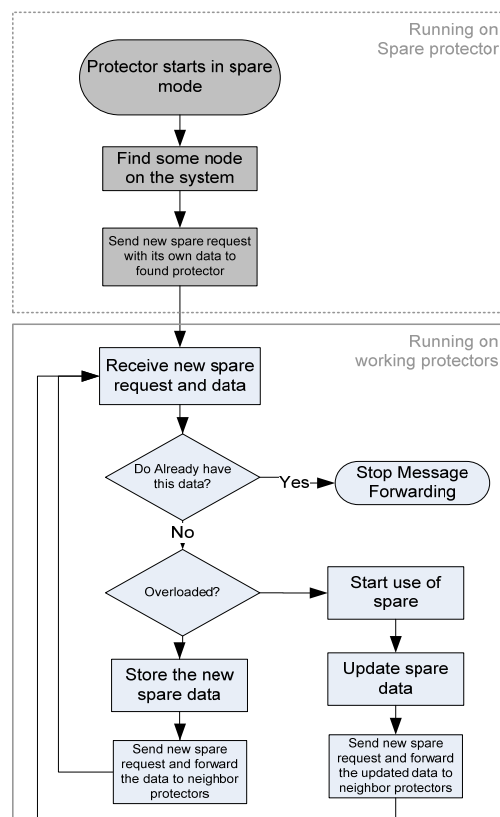 Running on
Spare protector
Protector starts in spare
mode
Find some node
on the system
Send new spare request
with its own data to
found protector
Running on
working protectors
Receive new spare
request and data
Do Already have
this data?
Yes
Stop Message
Forwarding
No
Overloaded?
Start use of
spare
Store the new
spare data
Update spare
data
Send new spare
request and forward
the data to neighbor
protectors
Send new spare
request and forward
the updated data to
neighbor protectors